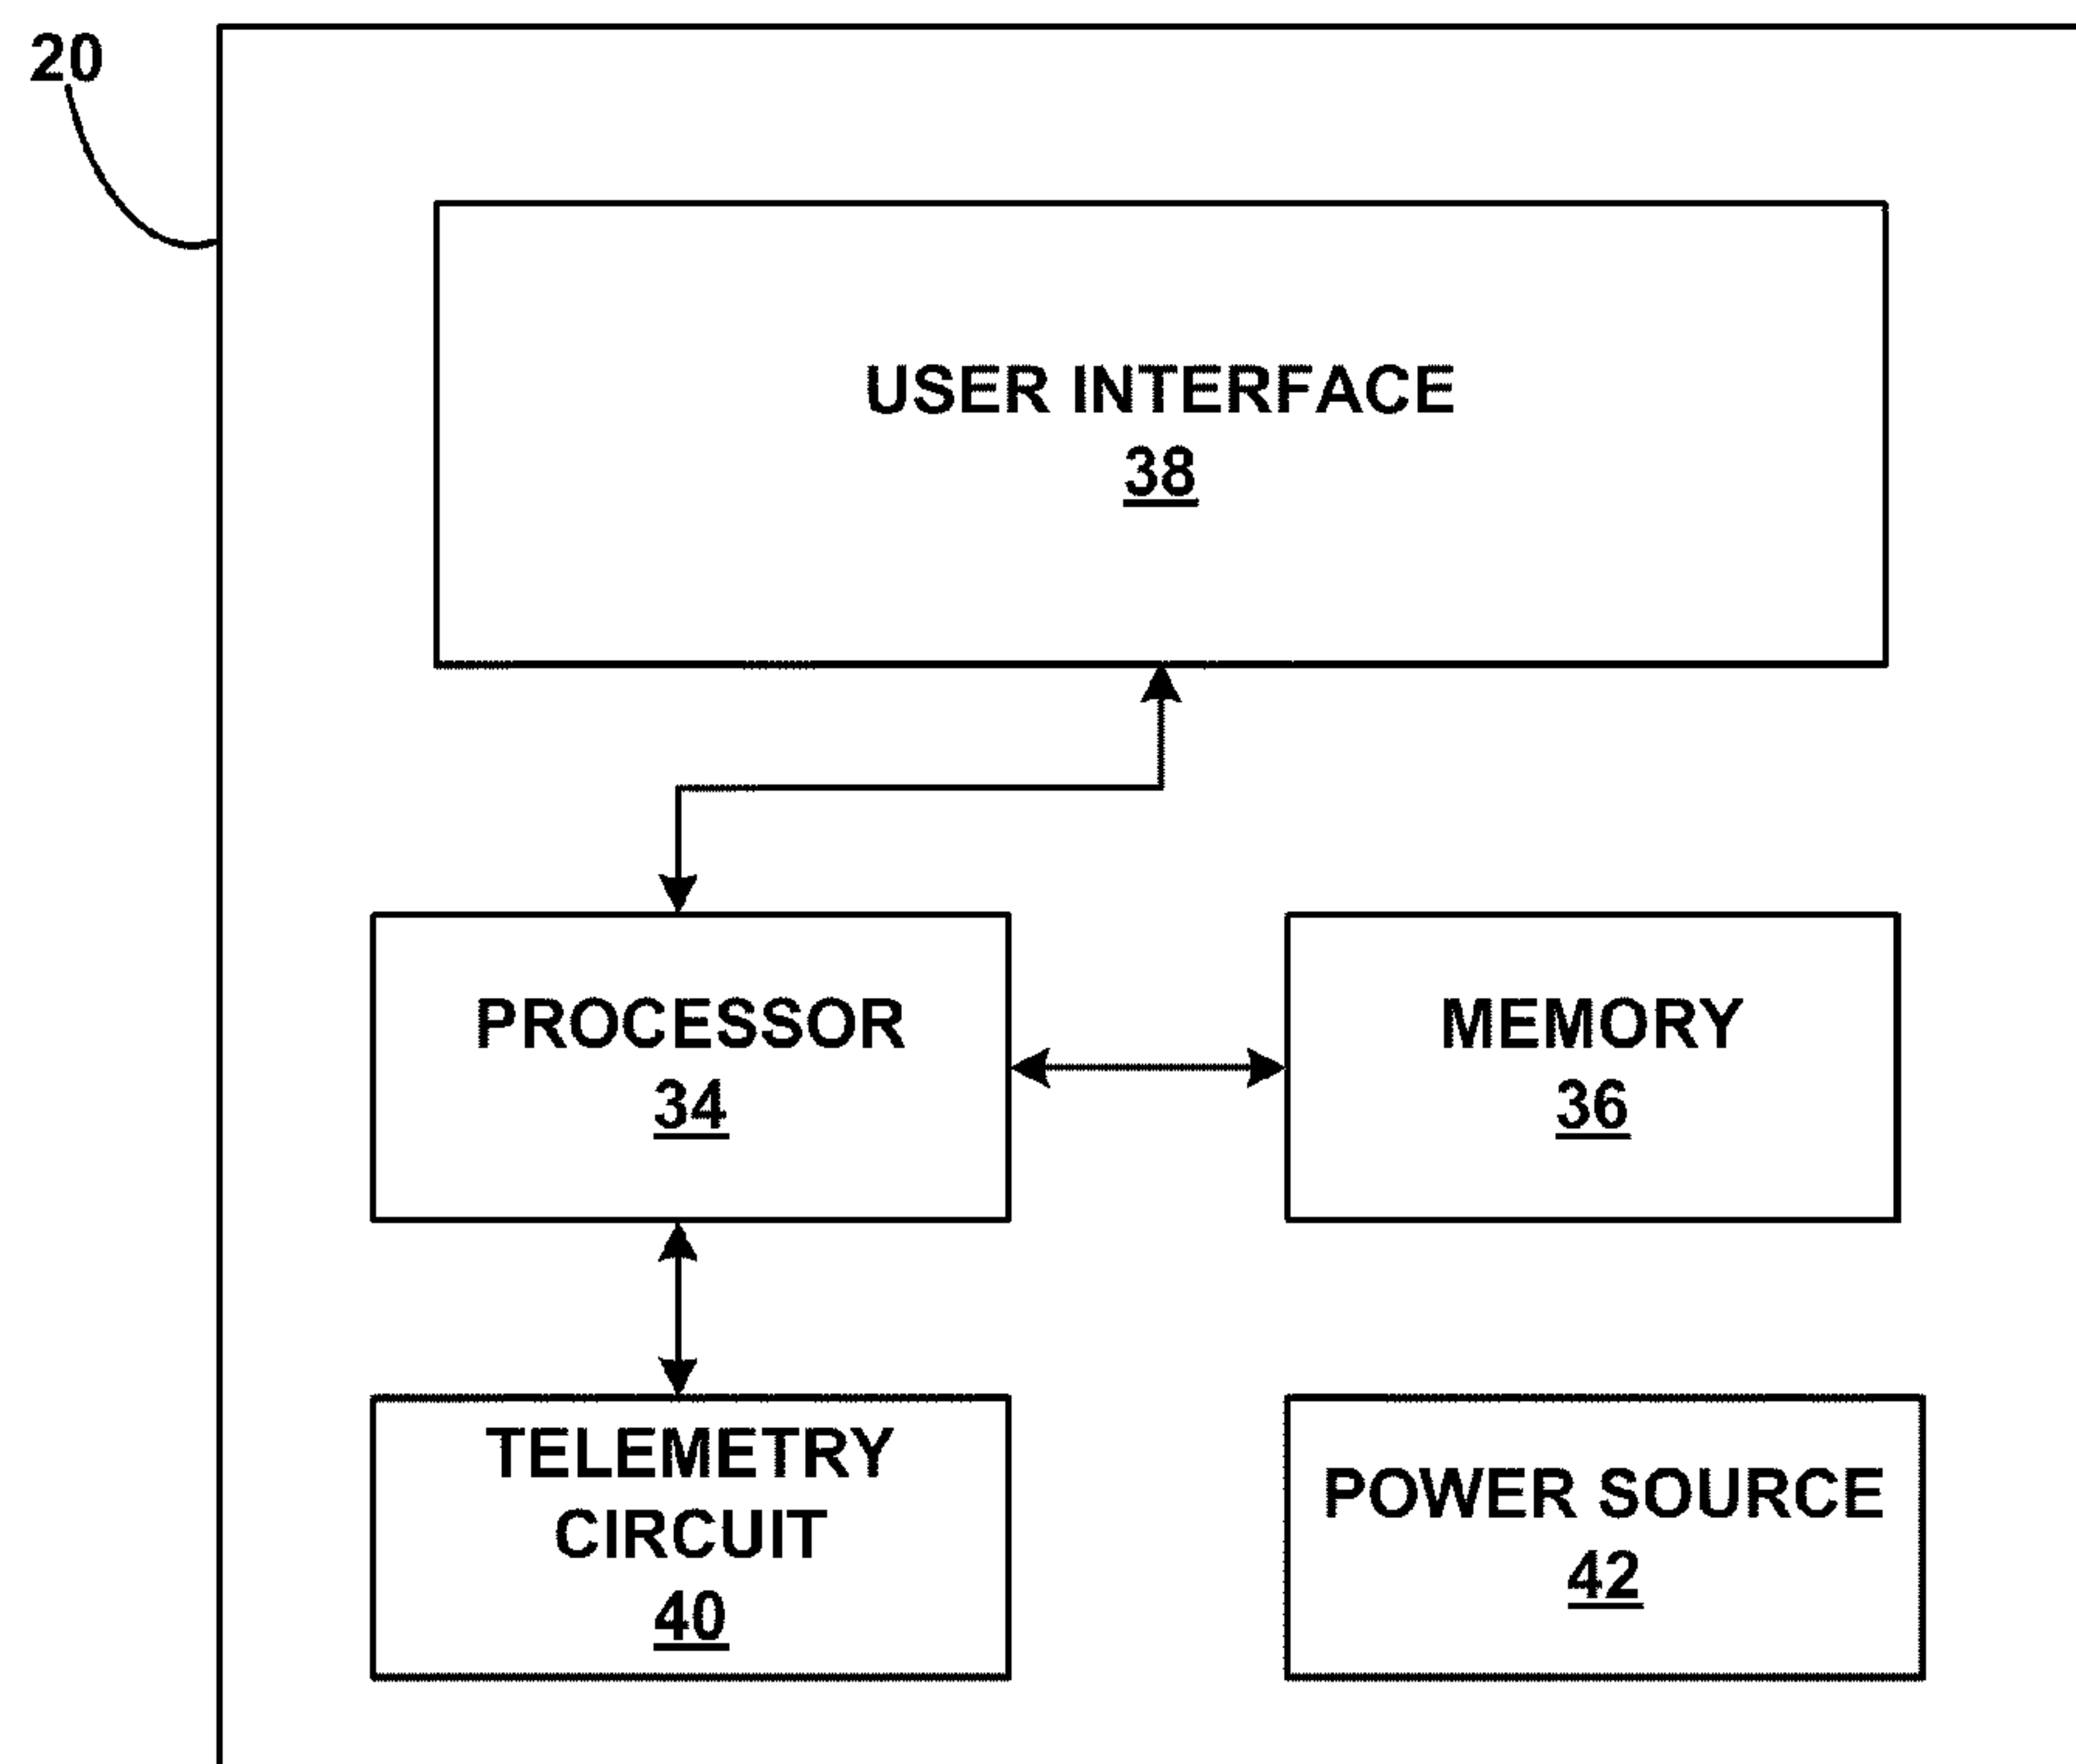 20
USER INTERFACE
38
PROCESSOR
34
MEMORY
36
TELEMETRY
CIRCUIT
40
POWER SOURCE
42